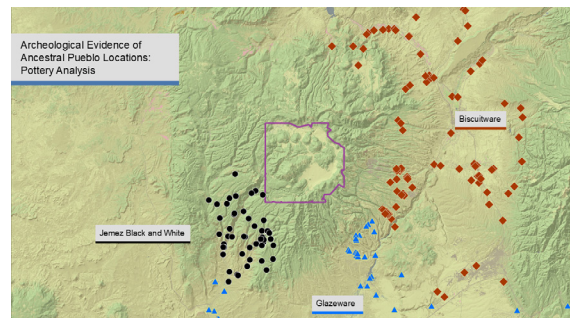 Archeological Evidence of
Ancestral Pueblo Locations:
Pottery Analysis
Biscuitware
Jemez Black and White
Glazeware